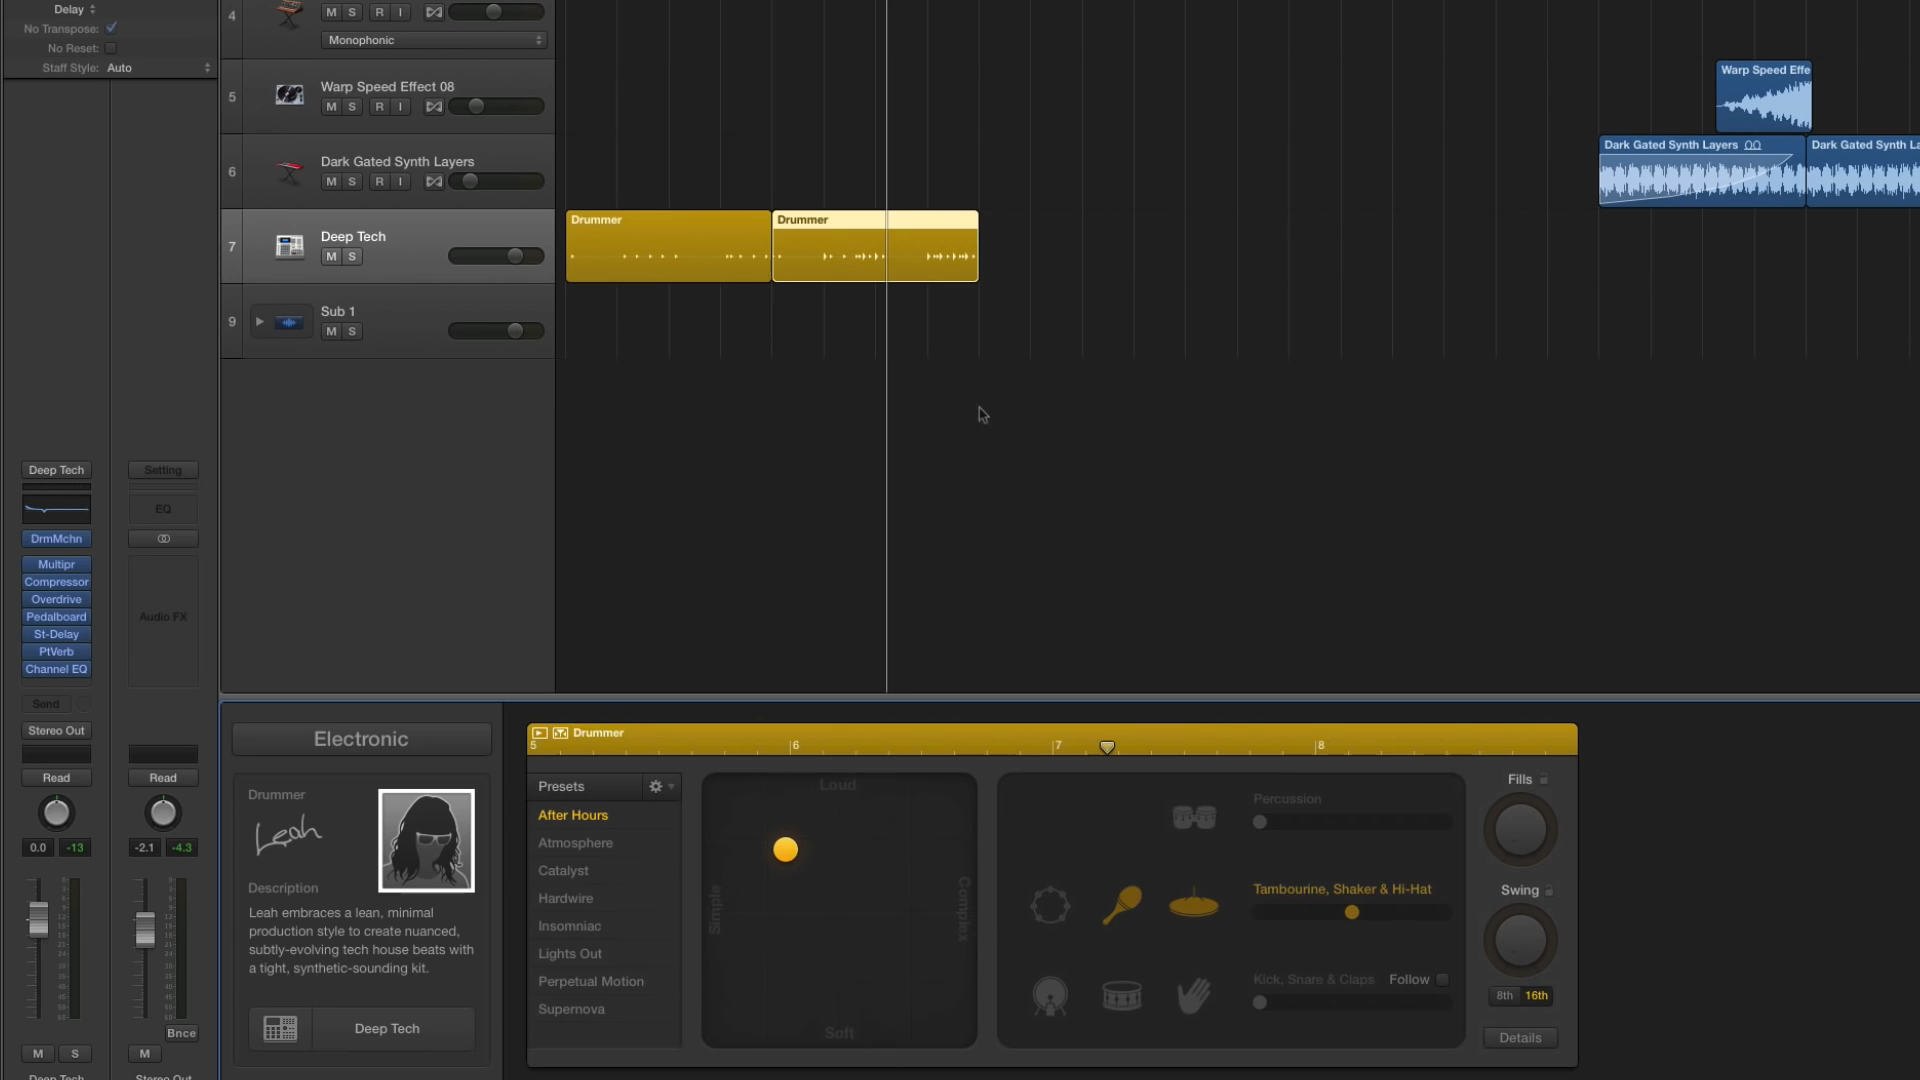 Delay
No Transpose:
No Reset:
Staff Style: Auto
4
M S R I
Monophonic
5
Warp Speed Effect 08
M S R I
Warp Speed Effe
6
Dark Gated Synth Layers
M S R I
Dark Gated Synth Layers
Dark Gated Synth La
7
Deep Tech
M S
Drummer
Drummer
9
Sub 1
M S
Deep Tech
Setting
EQ
DrmMchn
Multipr
Compressor
Overdrive
Pedalboard
St-Delay
PtVerb
Channel EQ
Audio FX
Send
Stereo Out
Read
Read
0.0 -13
-2.1 -4.3
Bnce
M S
M
Deep Tech
Stereo Out
Electronic
Drummer
Leah
Description
Leah embraces a lean, minimal
production style to create nuanced,
subtly-evolving tech house beats with
a tight, synthetic-sounding kit.
Deep Tech
Drummer
5 6 7 8
Presets
After Hours
Atmosphere
Catalyst
Hardwire
Insomniac
Lights Out
Perpetual Motion
Supernova
Loud
Simple
Complex
Soft
Percussion
Tambourine, Shaker & Hi-Hat
Kick, Snare & Claps Follow
Fills
Swing
8th 16th
Details